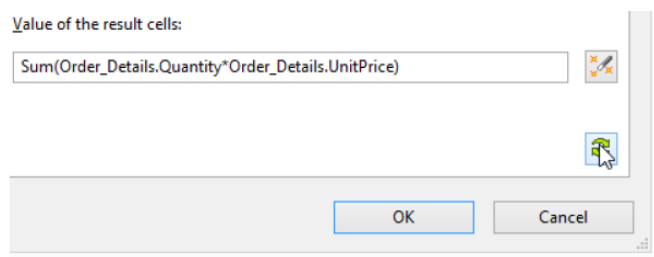 Value of the result cells:
Sum(Order_Details.Quantity*Order_Details.UnitPrice)
OK
Cancel